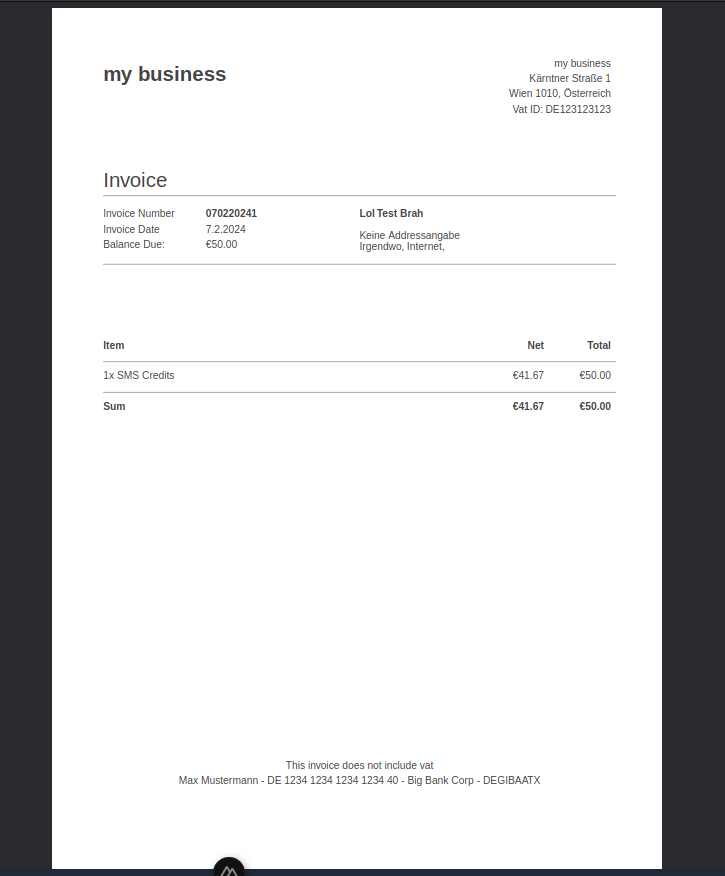 my business
my business
Kärntner Straße 1
Wien 1010, Österreich
Vat ID: DE123123123
Invoice
Invoice Number 070220241
Invoice Date 7.2.2024
Balance Due: €50.00
Lol Test Brah
Keine Addressangabe
Irgendwo, Internet,
Item Net Total
1x SMS Credits €41.67 €50.00
Sum €41.67 €50.00
This invoice does not include vat
Max Mustermann - DE 1234 1234 1234 1234 40 - Big Bank Corp - DEGIBAATX